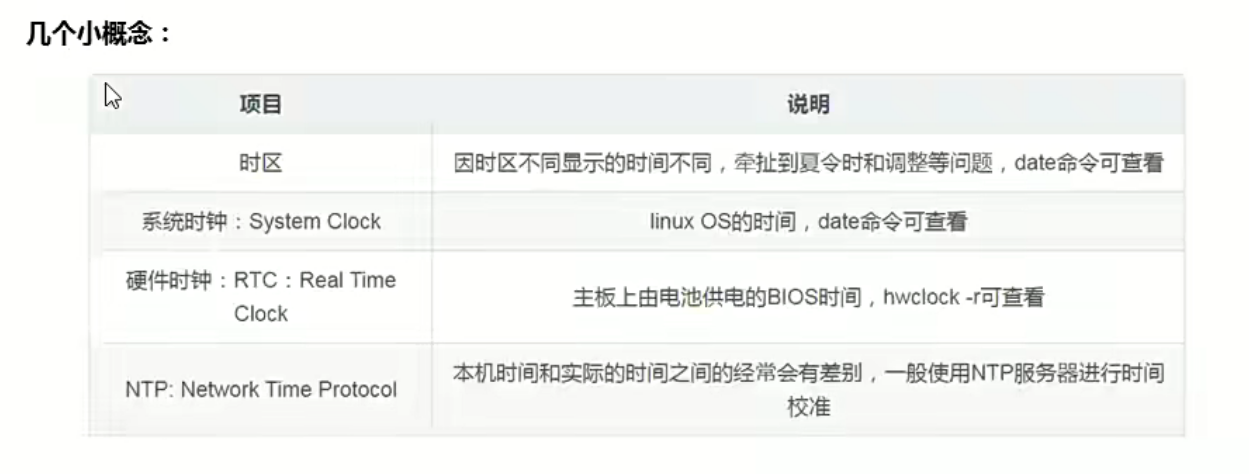 几个小概念：
项目 说明
时区 因时区不同显示的时间不同，牵扯到夏令时和调整等问题，date命令可查看
系统时钟：System Clock linux OS的时间，date命令可查看
硬件时钟：RTC：Real Time
Clock
主板上由电池供电的BIOS时间，hwclock -r可查看
NTP: Network Time Protocol
本机时间和实际的时间之间的经常会有差别，一般使用NTP服务器进行时间
校准